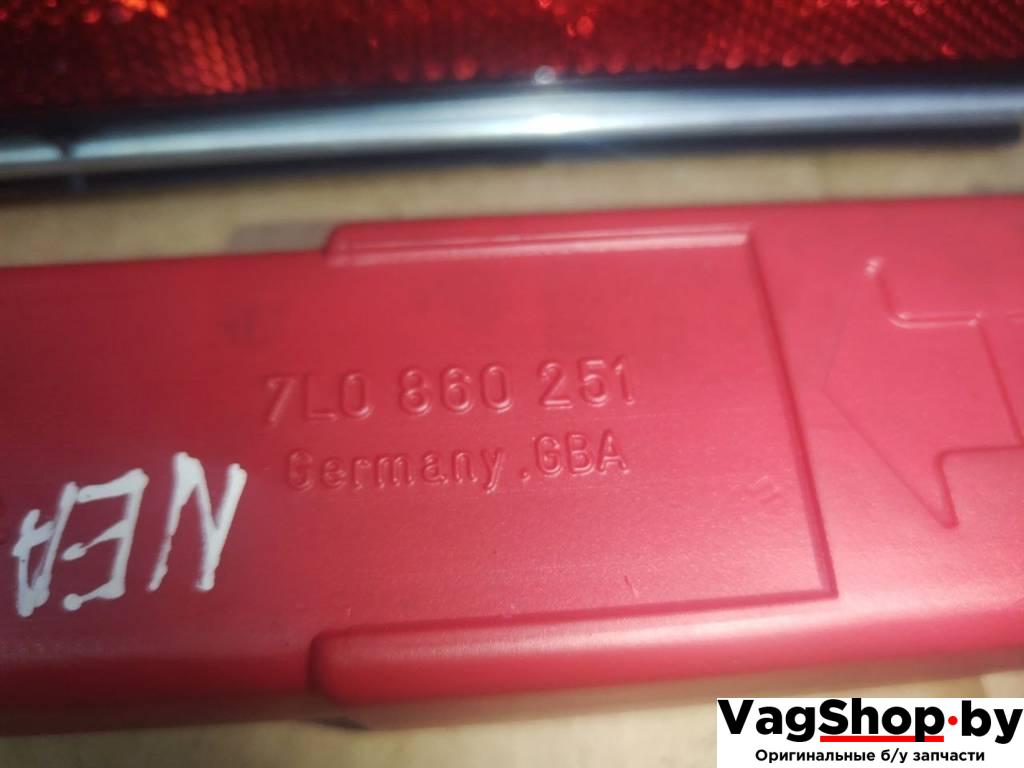 7L0 860 251
Germany.GBA
NEA
VagShop.by
Оригинальные б/у запчасти